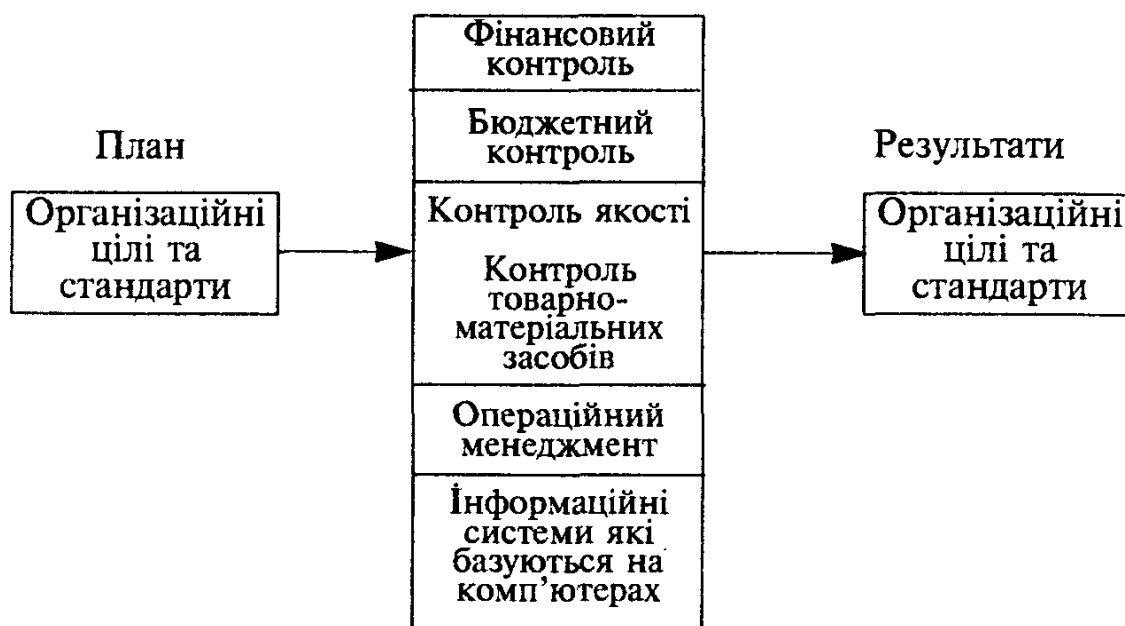 План
Організаційні
цілі та
стандарти
Фінансовий
контроль
Бюджетний
контроль
Контроль якості
Контроль
товарно-
матеріальних
засобів
Операційний
менеджмент
Інформаційні
системи які
базуються на
комп’ютерах
Результати
Організаційні
цілі та
стандарти